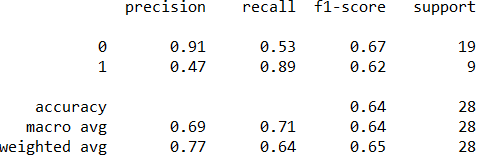 precision recall f1-score support
0 0.91 0.53 0.67 19
1 0.47 0.89 0.62 9
accuracy 0.64 28
macro avg 0.69 0.71 0.64 28
weighted avg 0.77 0.64 0.65 28